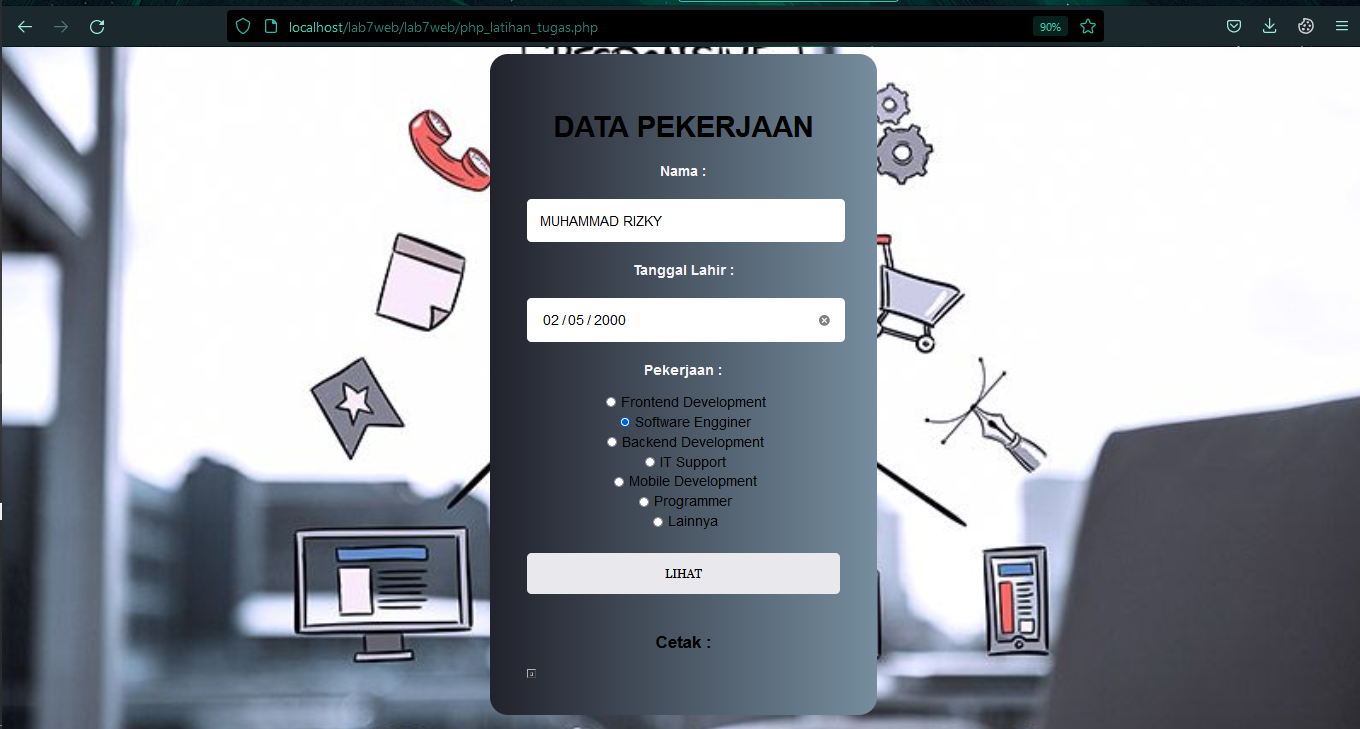 localhost/lab7web/lab7web/php_latihan_tugas.php
90%
RESPONSIVE
DATA PEKERJAAN
Nama :
MUHAMMAD RIZKY
Tanggal Lahir :
02 / 05 / 2000
Pekerjaan :
Frontend Development
Software Engginer
Backend Development
IT Support
Mobile Development
Programmer
Lainnya
LIHAT
Cetak :